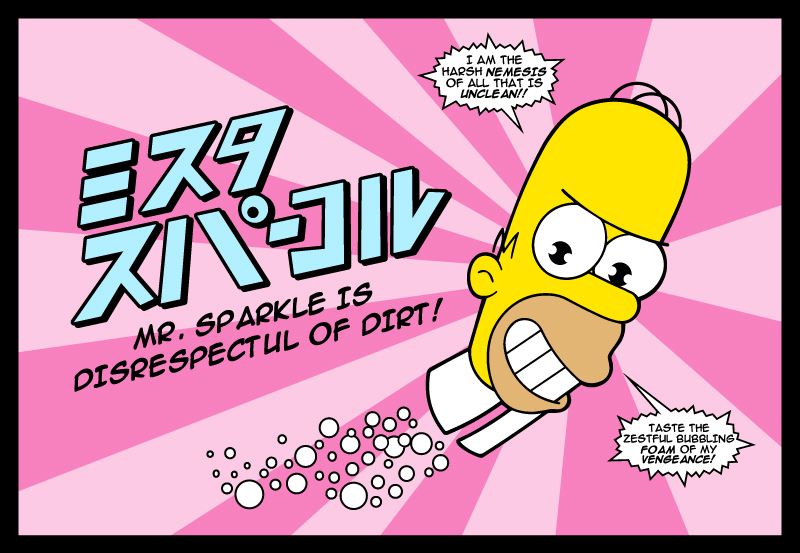 I AM THE
HARSH NEMESIS
OF ALL THAT IS
UNCLEAN!!
ミスタ
スパーコル
MR. SPARKLE IS
DISRESPECTUL OF DIRT!
TASTE THE
ZESTFUL BUBBLING
FOAM OF MY
VENGEANCE!